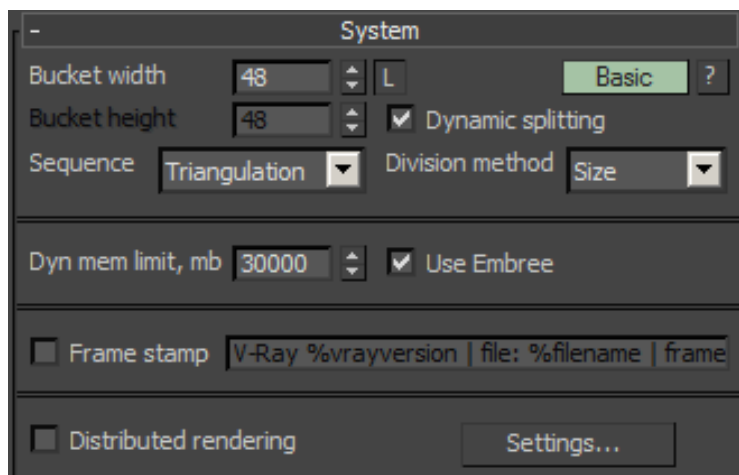 - System
Bucket width 48 L Basic ?
Bucket height 48 Dynamic splitting
Sequence Triangulation Division method Size
Dyn mem limit, mb 30000 Use Embree
Frame stamp V-Ray %vrayversion | file: %filename | frame
Distributed rendering Settings...